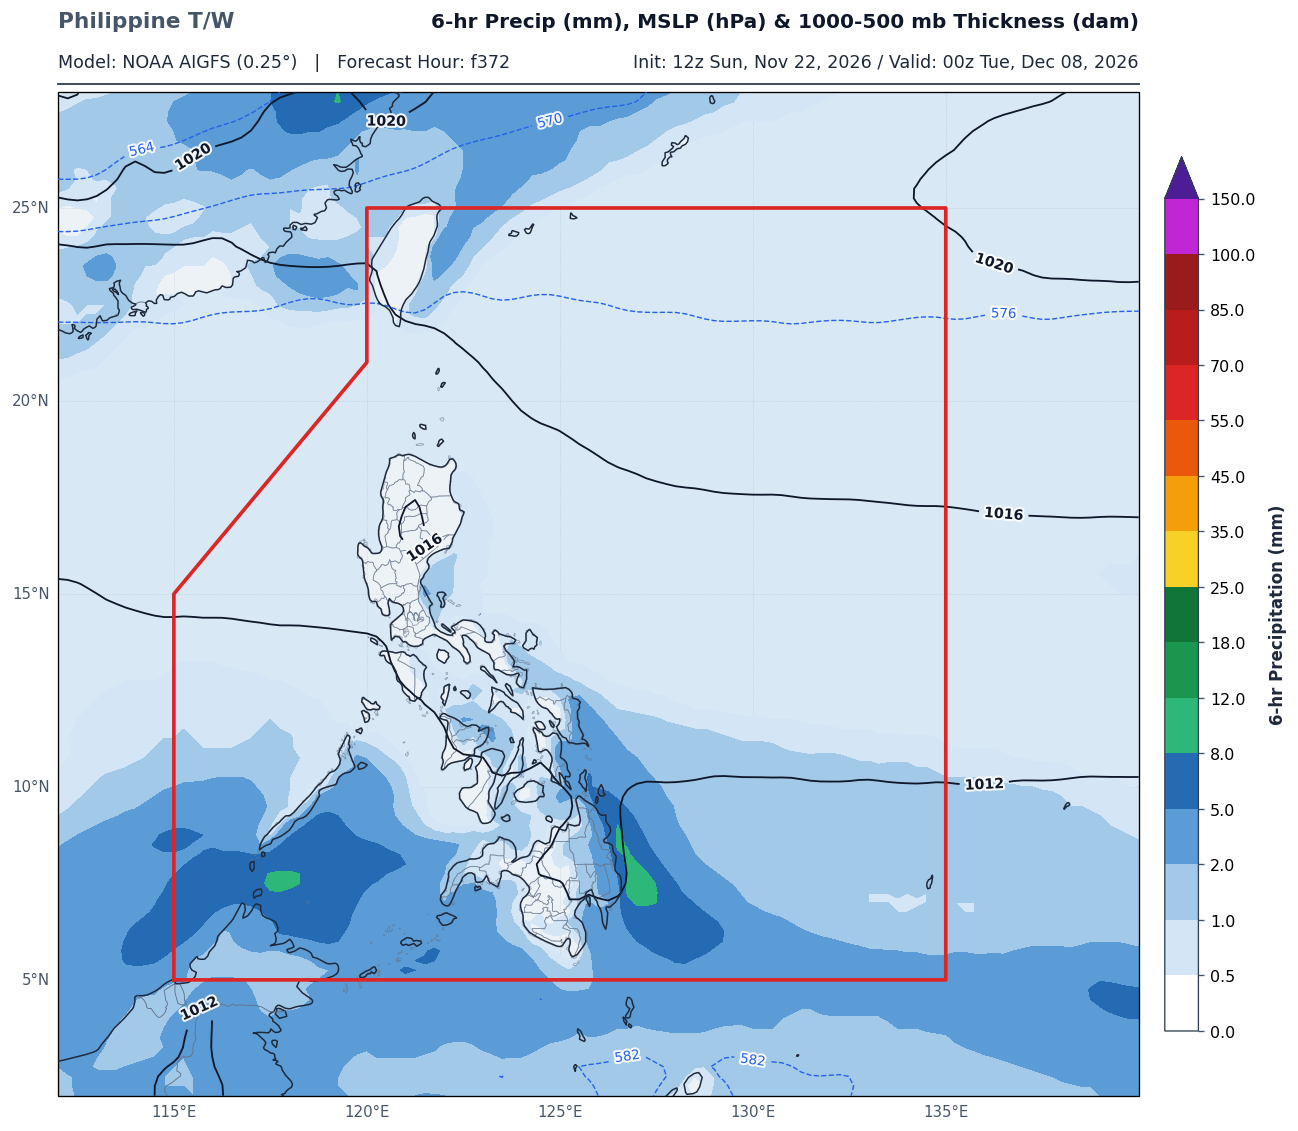 Philippine T/W
6-hr Precip (mm), MSLP (hPa) & 1000-500 mb Thickness (dam)
Model: NOAA AIGFS (0.25°) | Forecast Hour: f372
Init: 12z Sun, Nov 22, 2026 / Valid: 00z Tue, Dec 08, 2026
1020
570
564
1020
25°N
1020
576
20°N
1016
1016
15°N
10°N
1012
5°N
1012
582
582
115°E
120°E
125°E
130°E
135°E
150.0
100.0
85.0
70.0
55.0
45.0
35.0
25.0
18.0
12.0
8.0
5.0
2.0
1.0
0.5
0.0
6-hr Precipitation (mm)